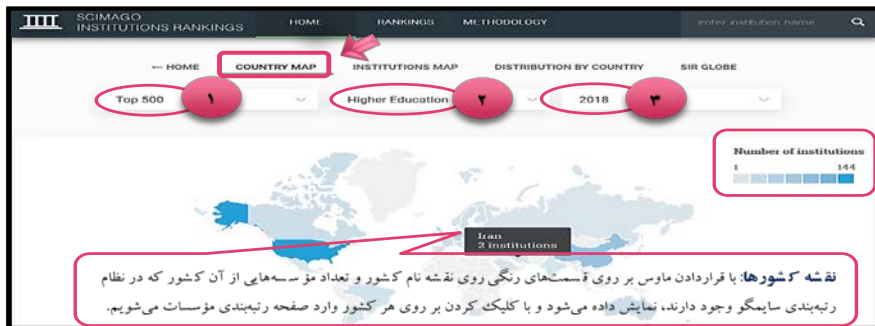 SCIMAGO
INSTITUTIONS RANKINGS
HOME RANKINGS METHODOLOGY enter institution name
← HOME COUNTRY MAP INSTITUTIONS MAP DISTRIBUTION BY COUNTRY SIR GLOBE
Top 500 ۱ Higher Education ۲ 2018 ۳
Number of institutions
1 144
Iran
2 institutions
نقشه کشورها: با قراردادن ماوس بر روی قسمت‌های رنگی روی نقشه نام کشور و تعداد مؤسسه‌هایی از آن کشور که در نظام
رتبه‌بندی سایمگو وجود دارند، نمایش داده می‌شود و با کلیک کردن بر روی هر کشور وارد صفحه رتبه‌بندی مؤسسات می‌شویم.